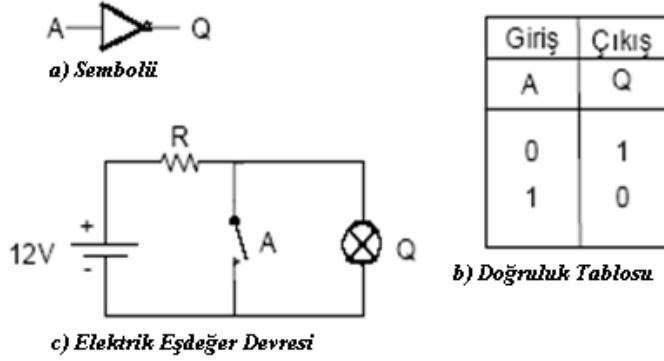 A Q
a) Sembolü
Giriş Çıkış
A Q
0 1
1 0
b) Doğruluk Tablosu
R
12V + - A Q
c) Elektrik Eşdeğer Devresi